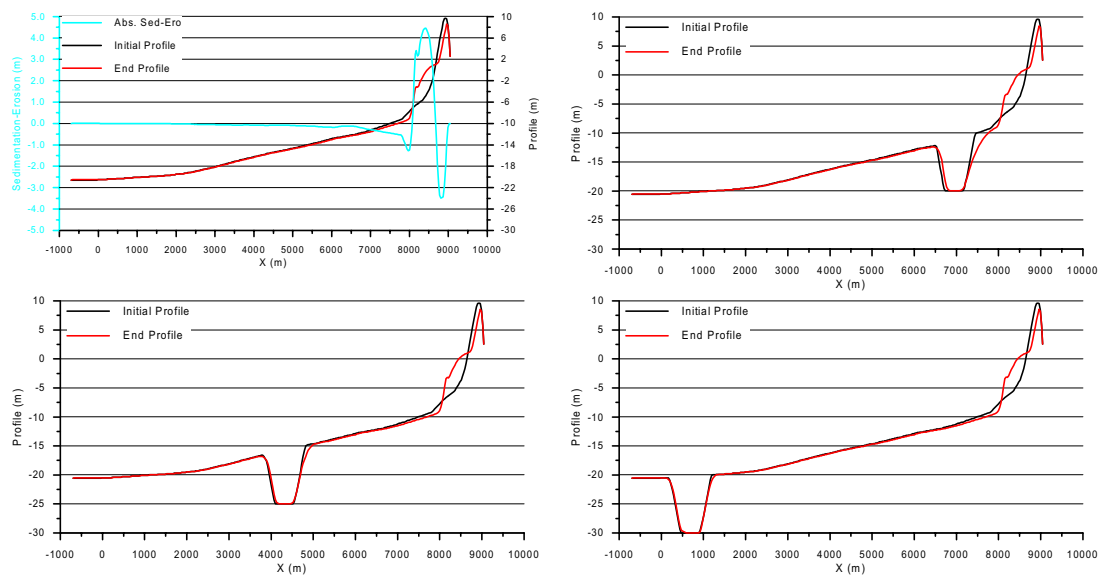 5.0 Abs. Sed-Ero 10
4.0 Initial Profile 6
3.0 End Profile 2
2.0 -2
1.0 -6
0.0 -10
-1.0 -14
-2.0 -18
-3.0 -22
-4.0 -26
-5.0 -30
Sedimentation-Erosion (m)
Profile (m)
-1000 0 1000 2000 3000 4000 5000 6000 7000 8000 9000 10000
X (m)
10
Initial Profile
5
End Profile
0
-5
-10
-15
-20
-25
-30
Profile (m)
-1000 0 1000 2000 3000 4000 5000 6000 7000 8000 9000 10000
X (m)
10
Initial Profile
5
End Profile
0
-5
-10
-15
-20
-25
-30
Profile (m)
-1000 0 1000 2000 3000 4000 5000 6000 7000 8000 9000 10000
X (m)
10
Initial Profile
5
End Profile
0
-5
-10
-15
-20
-25
-30
Profile (m)
-1000 0 1000 2000 3000 4000 5000 6000 7000 8000 9000 10000
X (m)